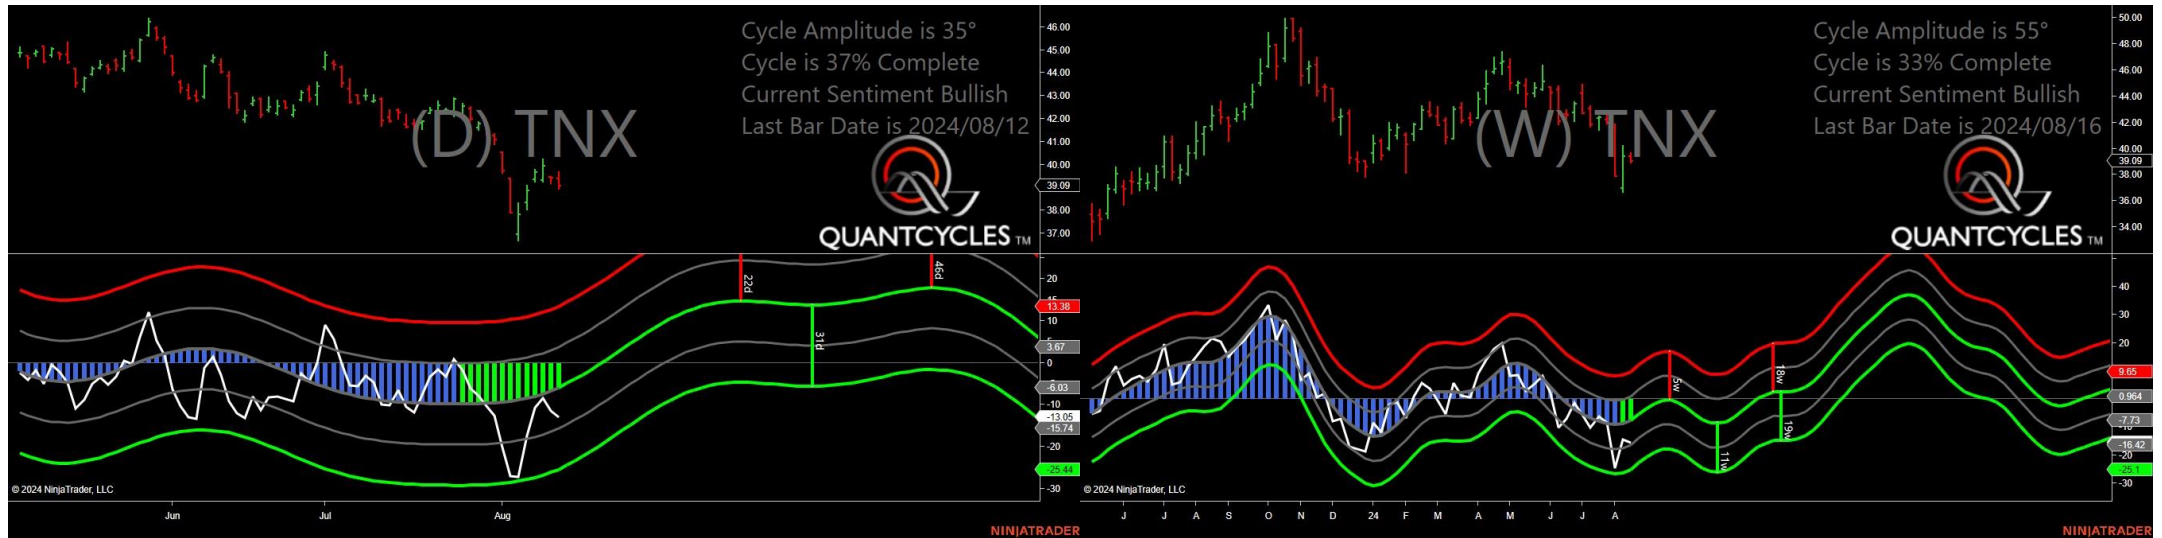 Cycle Amplitude is 35°
Cycle is 37% Complete
Current Sentiment Bullish
Last Bar Date is 2024/08/12
(D) TNX
QUANTCYCLES TM
46.00
44.00
43.00
42.00
41.00
40.00
39.09
38.00
37.00
22d
31d
46d
20
13.38
10
3.67
0
-6.03
-10
-13.05
-15.74
-20
-25.44
-30
© 2024 NinjaTrader, LLC
Jun Jul Aug
NINJATRADER
Cycle Amplitude is 55°
Cycle is 33% Complete
Current Sentiment Bullish
Last Bar Date is 2024/08/16
(W) TNX
QUANTCYCLES TM
50.00
48.00
46.00
44.00
42.00
40.00
39.09
38.00
36.00
34.00
5w
11w
18w
19w
40
30
20
9.65
0.964
-7.73
-16.42
-20
-25.1
-30
© 2024 NinjaTrader, LLC
J J A S O N D 24 F M A M J J A
NINJATRADER